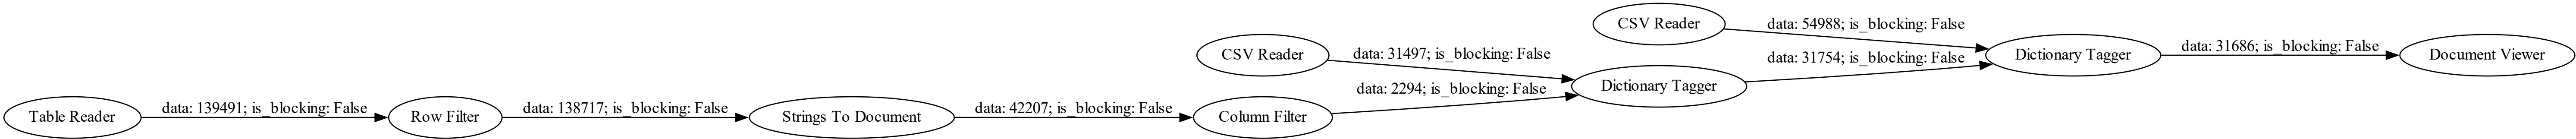 CSV Reader
data: 54988; is_blocking: False
CSV Reader
data: 31497; is_blocking: False
data: 31754; is_blocking: False
Dictionary Tagger
data: 31686; is_blocking: False
Document Viewer
data: 2294; is_blocking: False
Dictionary Tagger
Table Reader
data: 139491; is_blocking: False
Row Filter
data: 138717; is_blocking: False
Strings To Document
data: 42207; is_blocking: False
Column Filter